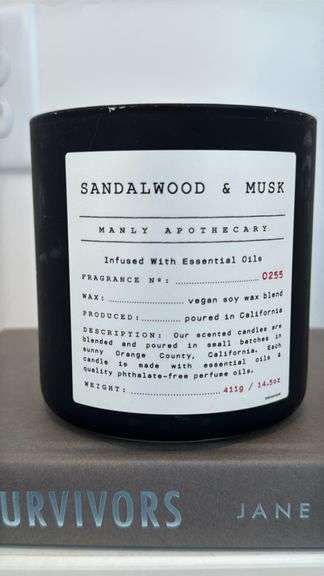 SANDALWOOD & MUSK
MANLY APOTHECARY
Infused With Essential Oils
FRAGRANCE Nº: ........................ 0255
WAX: ........................ vegan soy wax blend
PRODUCED: ............ poured in California
DESCRIPTION: Our scented candles are
blended and poured in small batches in
sunny Orange County, California. Each
candle is made with essential oils &
quality phthalate-free perfume oils.
WEIGHT: ........................ 411g / 14.5oz
URVIVORS JANE